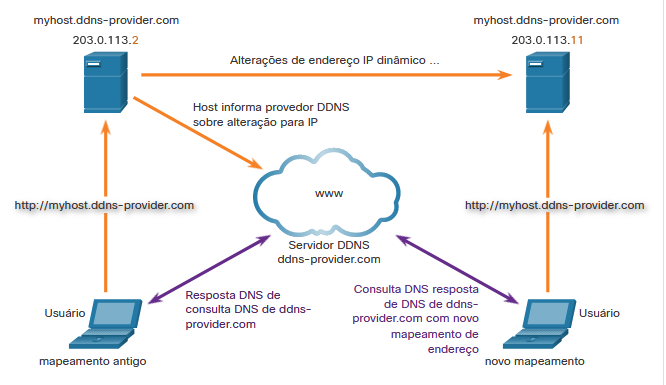 myhost.ddns-provider.com
203.0.113.2
myhost.ddns-provider.com
203.0.113.11
Alterações de endereço IP dinâmico ...
Host informa provedor DDNS
sobre alteração para IP
http://myhost.ddns-provider.com
www
http://myhost.ddns-provider.com
Servidor DDNS
ddns-provider.com
Resposta DNS de
consulta DNS de ddns-
provider.com
Consulta DNS resposta
de DNS de ddns-
provider.com com novo
mapeamento de
endereço
Usuário
mapeamento antigo
Usuário
novo mapeamento